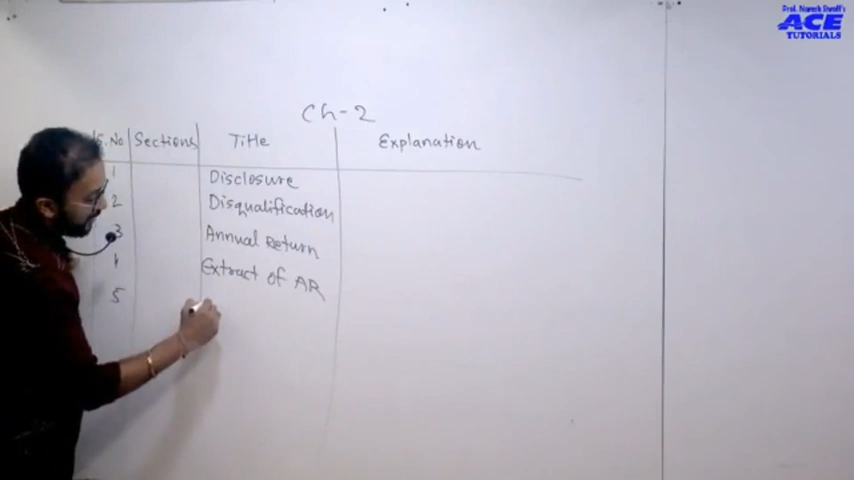 Prof. Naresh Shroff's
ACE
TUTORIALS
Ch-2
S.No Sections Title Explanation
1 Disclosure
2 Disqualification
3 Annual Return
4 Extract of AR
5